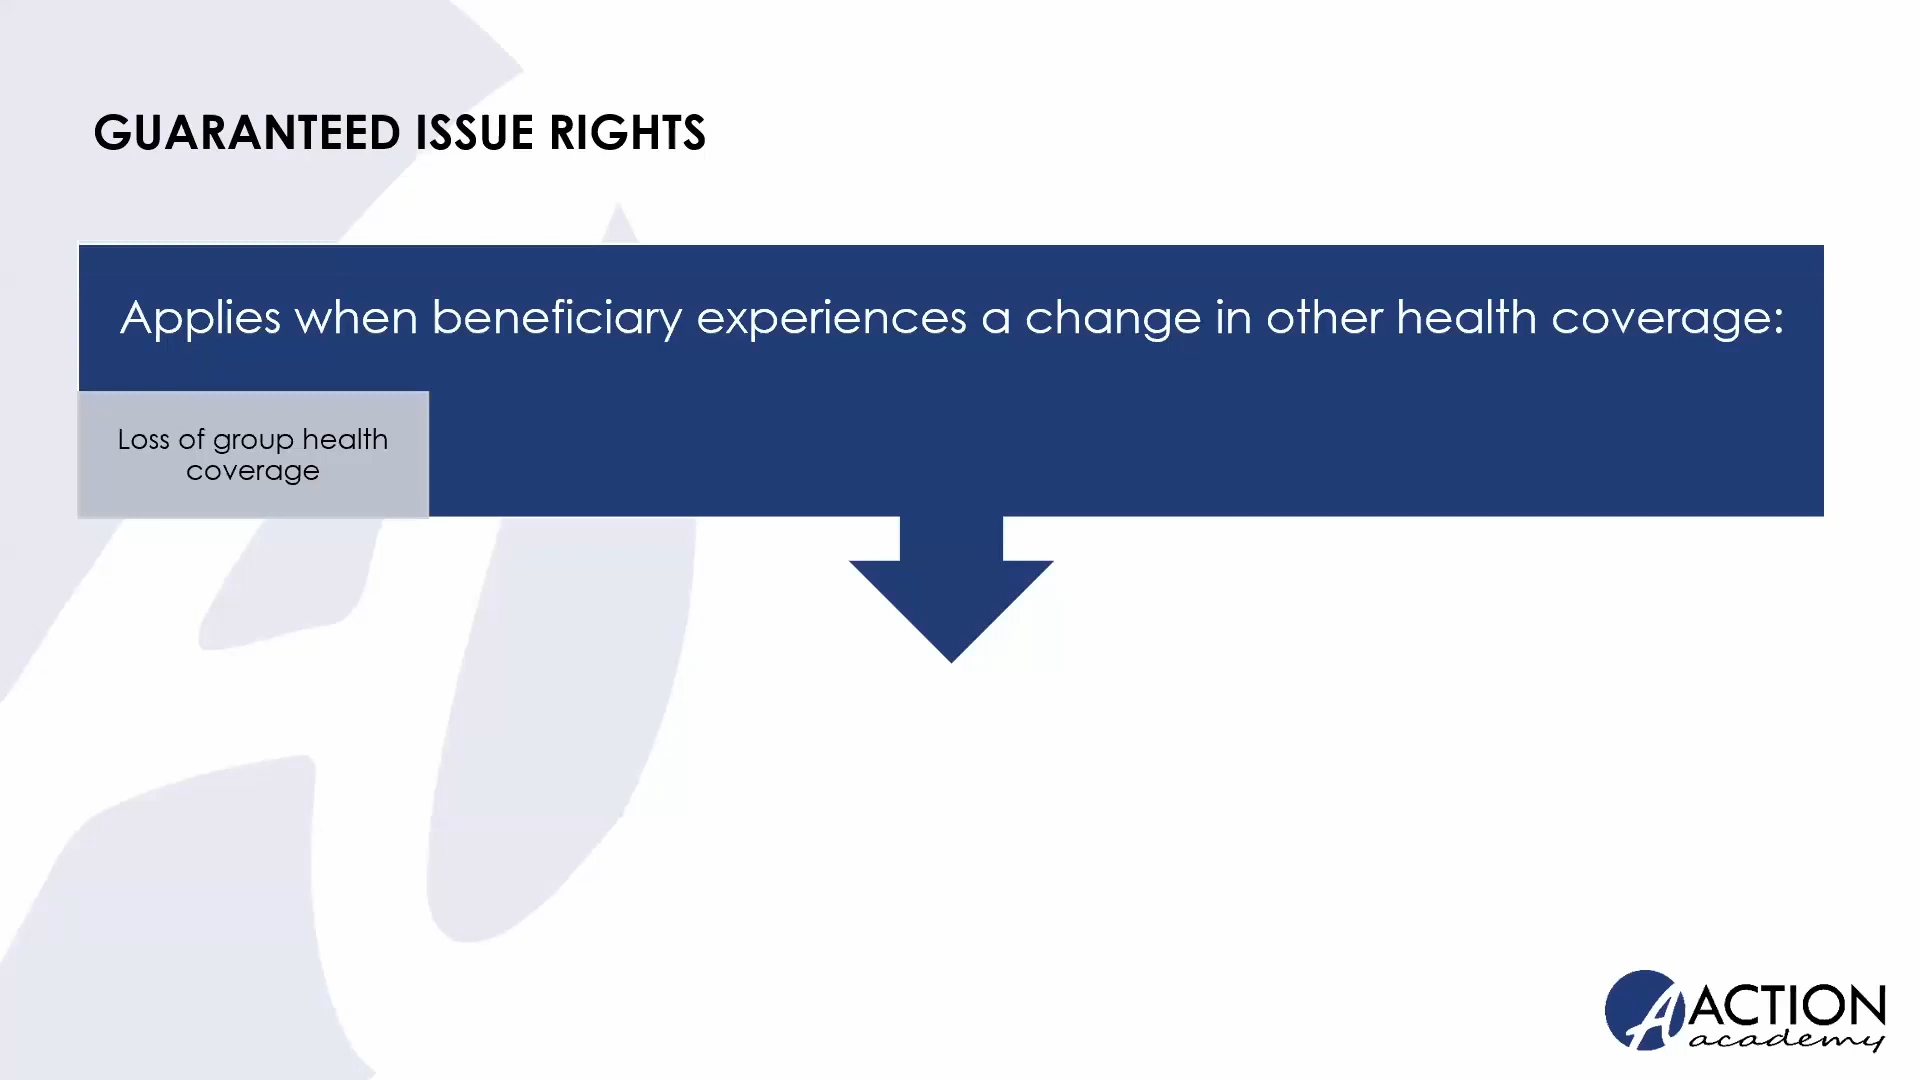 GUARANTEED ISSUE RIGHTS
Applies when beneficiary experiences a change in other health coverage:
Loss of group health
coverage
ACTION
academy